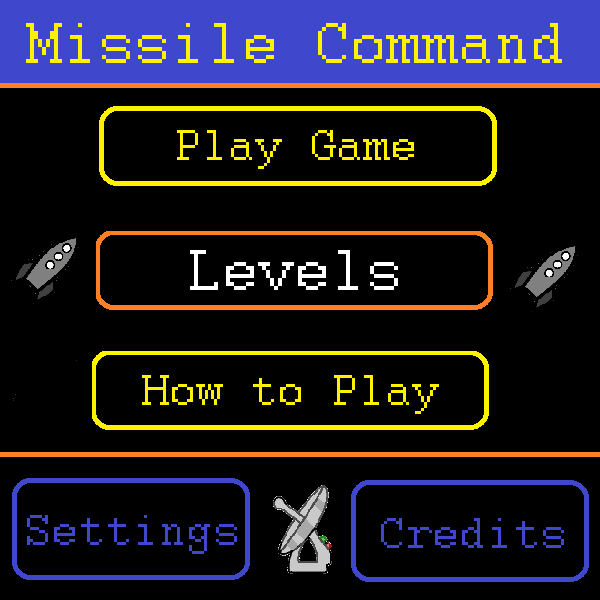 Missile Command
Play Game
Levels
How to Play
Settings
Credits